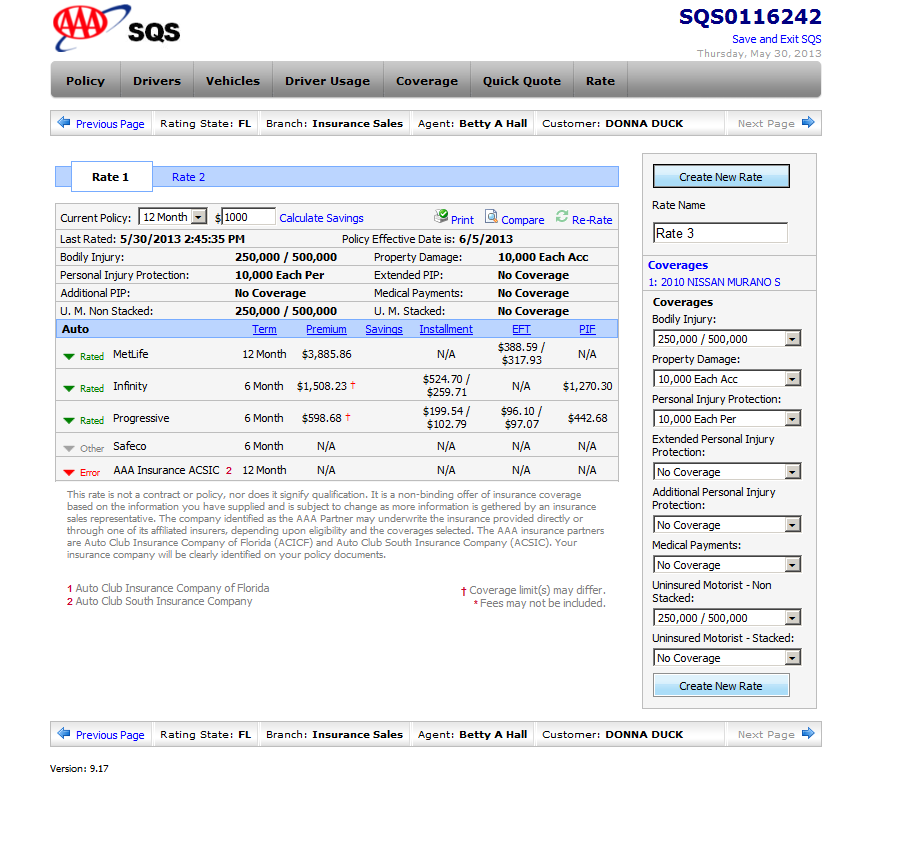 AAA SQS
SQS0116242
Save and Exit SQS
Thursday, May 30, 2013
Policy Drivers Vehicles Driver Usage Coverage Quick Quote Rate
Previous Page Rating State: FL Branch: Insurance Sales Agent: Betty A Hall Customer: DONNA DUCK Next Page
Rate 1 Rate 2
Current Policy: 12 Month $ 1000 Calculate Savings Print Compare Re-Rate
Last Rated: 5/30/2013 2:45:35 PM Policy Effective Date is: 6/5/2013
Bodily Injury: 250,000 / 500,000 Property Damage: 10,000 Each Acc
Personal Injury Protection: 10,000 Each Per Extended PIP: No Coverage
Additional PIP: No Coverage Medical Payments: No Coverage
U. M. Non Stacked: 250,000 / 500,000 U. M. Stacked: No Coverage
Auto Term Premium Savings Installment EFT PIF
Rated MetLife 12 Month $3,885.86 N/A $388.59 / $317.93 N/A
Rated Infinity 6 Month $1,508.23 † $524.70 / $259.71 N/A $1,270.30
Rated Progressive 6 Month $598.68 † $199.54 / $102.79 $96.10 / $97.07 $442.68
Other Safeco 6 Month N/A N/A N/A N/A
Error AAA Insurance ACSIC 2 12 Month N/A N/A N/A N/A
This rate is not a contract or policy, nor does it signify qualification. It is a non-binding offer of insurance coverage
based on the information you have supplied and is subject to change as more information is gethered by an insurance
sales representative. The company identified as the AAA Partner may underwrite the insurance provided directly or
through one of its affiliated insurers, depending upon eligibility and the coverages selected. The AAA insurance partners
are Auto Club Insurance Company of Florida (ACICF) and Auto Club South Insurance Company (ACSIC). Your
insurance company will be clearly identified on your policy documents.
1 Auto Club Insurance Company of Florida
2 Auto Club South Insurance Company
† Coverage limit(s) may differ.
* Fees may not be included.
Create New Rate
Rate Name
Rate 3
Coverages
1: 2010 NISSAN MURANO S
Coverages
Bodily Injury:
250,000 / 500,000
Property Damage:
10,000 Each Acc
Personal Injury Protection:
10,000 Each Per
Extended Personal Injury
Protection:
No Coverage
Additional Personal Injury
Protection:
No Coverage
Medical Payments:
No Coverage
Uninsured Motorist - Non
Stacked:
250,000 / 500,000
Uninsured Motorist - Stacked:
No Coverage
Create New Rate
Previous Page Rating State: FL Branch: Insurance Sales Agent: Betty A Hall Customer: DONNA DUCK Next Page
Version: 9.17